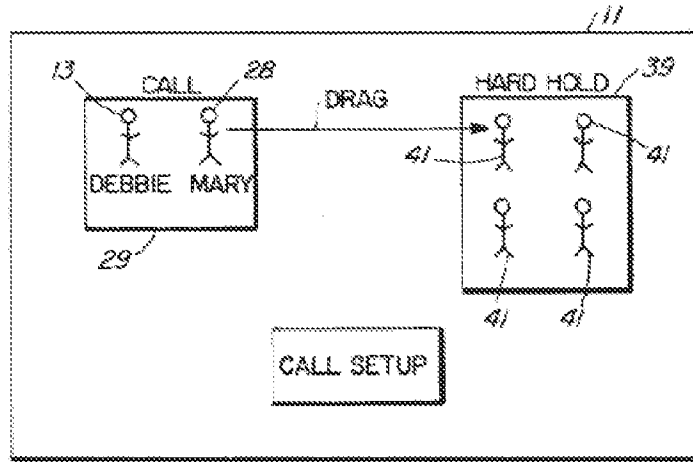 11
13 CALL 28 HARD HOLD 39
DRAG
41 41
DEBBIE MARY
29
41 41
CALL SETUP